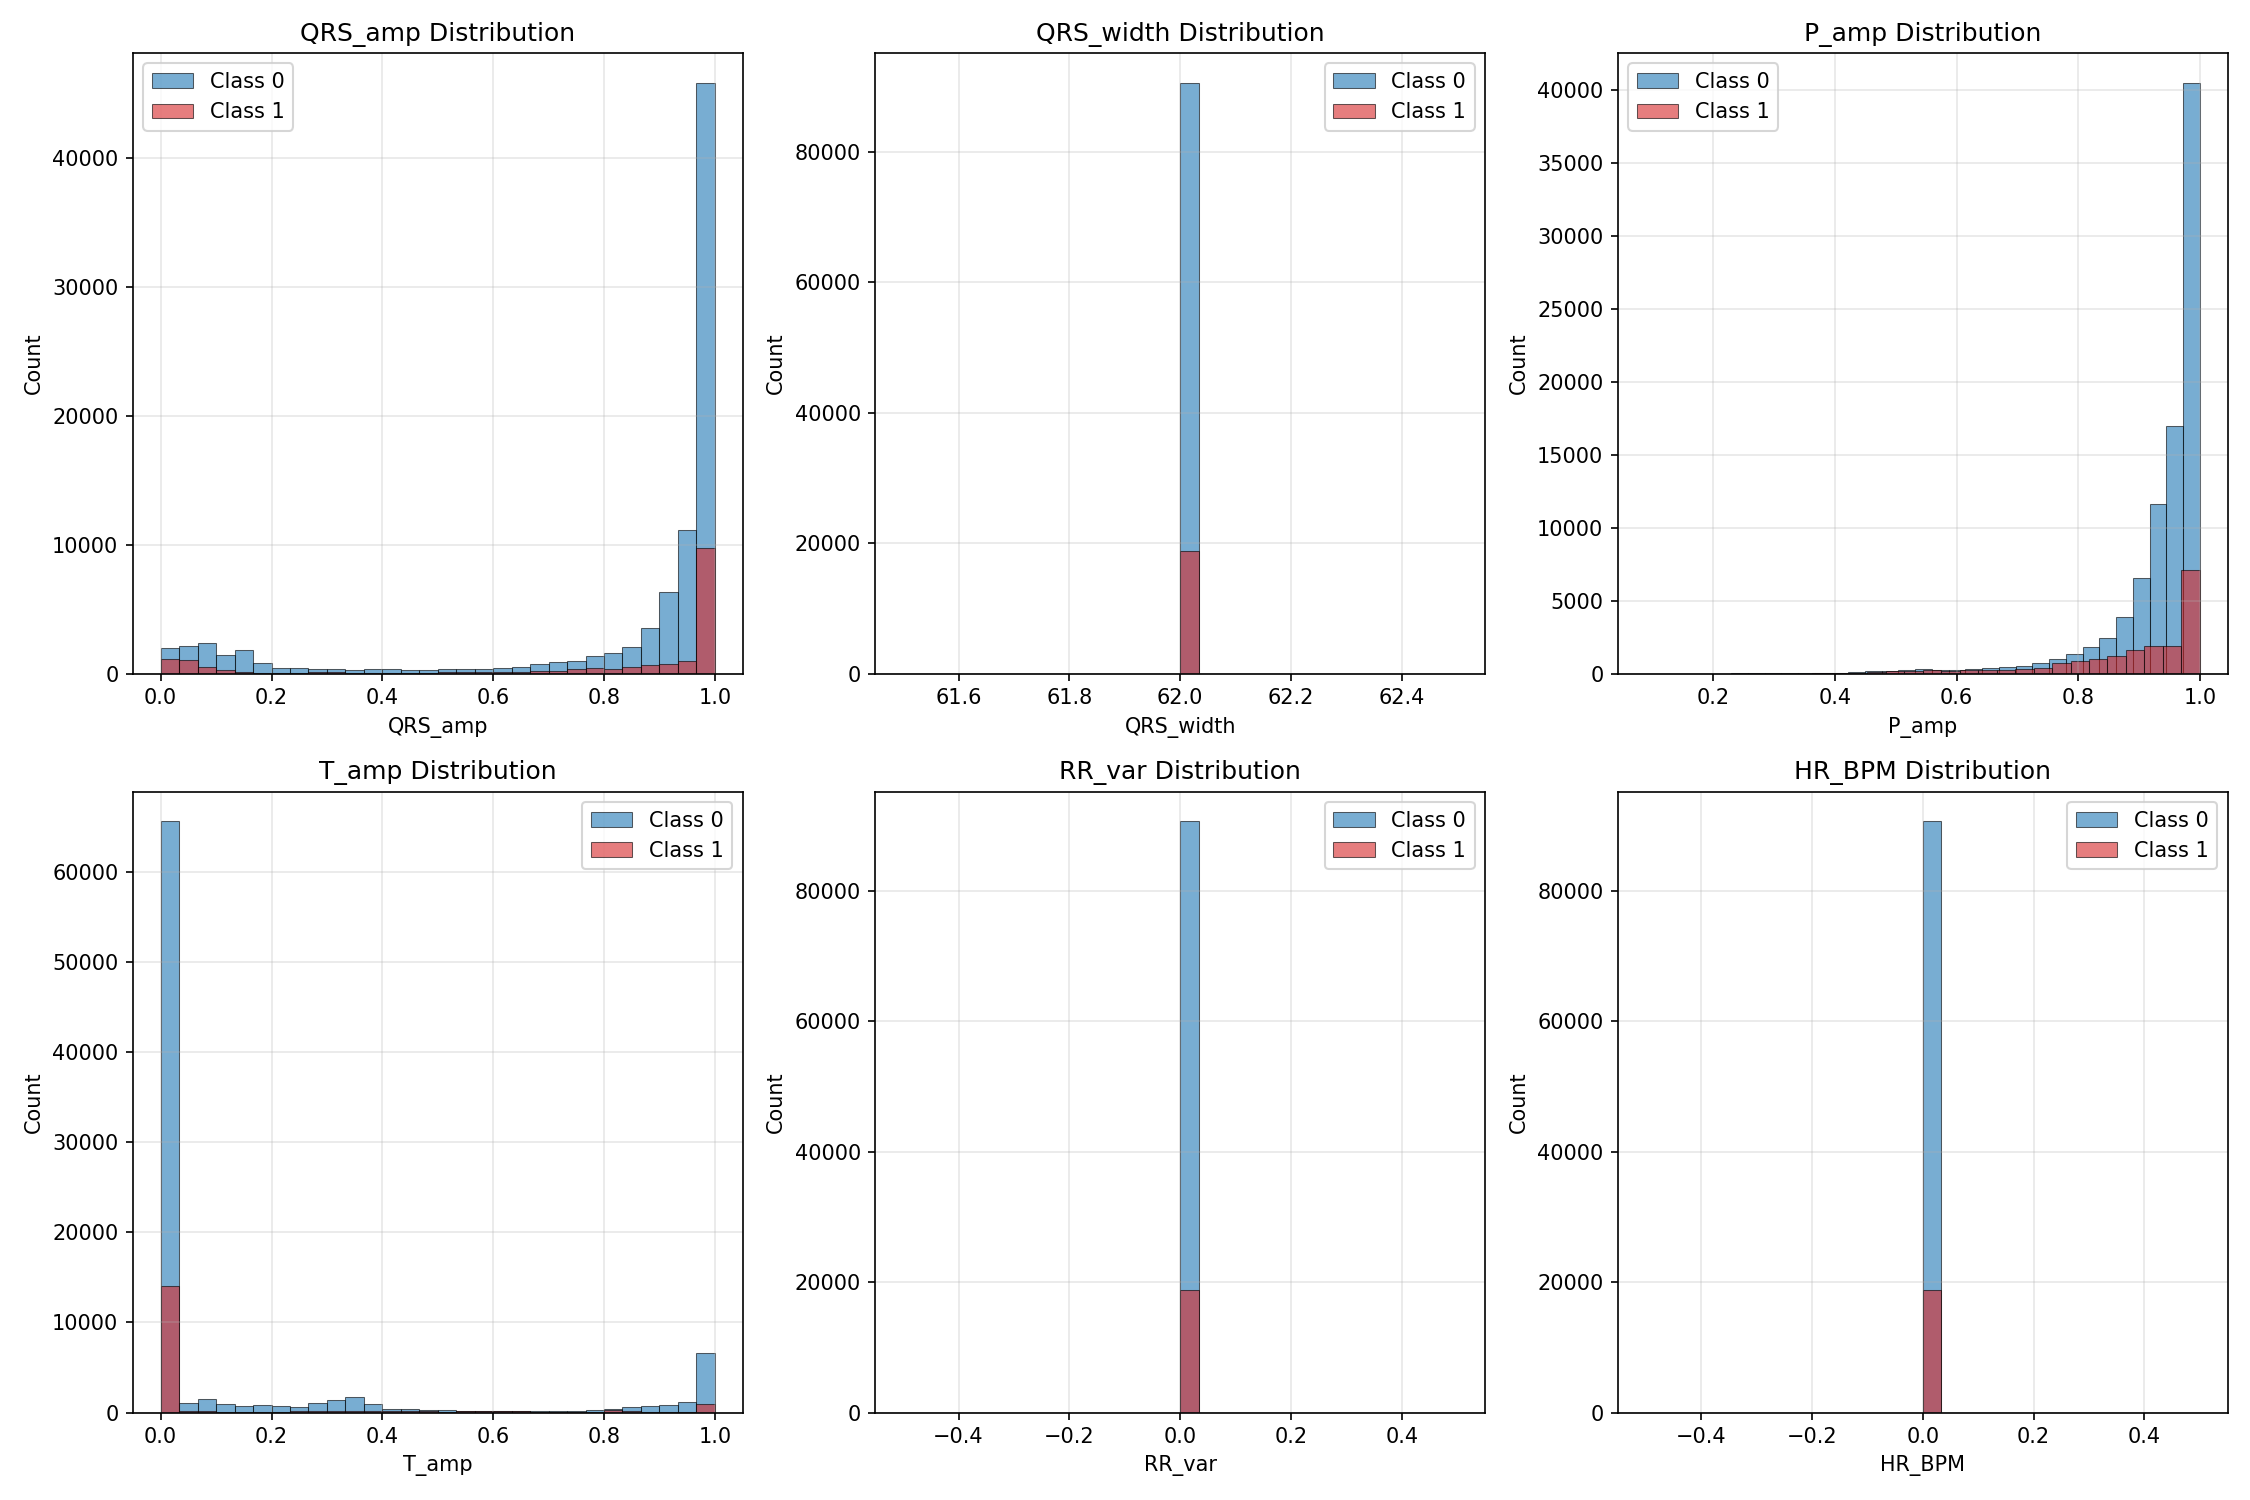 QRS_amp Distribution
Class 0
Class 1
Count
40000
30000
20000
10000
0
0.0 0.2 0.4 0.6 0.8 1.0
QRS_amp
QRS_width Distribution
Class 0
Class 1
Count
80000
60000
40000
20000
0
61.6 61.8 62.0 62.2 62.4
QRS_width
P_amp Distribution
Class 0
Class 1
Count
40000
35000
30000
25000
20000
15000
10000
5000
0
0.2 0.4 0.6 0.8 1.0
P_amp
T_amp Distribution
Class 0
Class 1
Count
60000
50000
40000
30000
20000
10000
0
0.0 0.2 0.4 0.6 0.8 1.0
T_amp
RR_var Distribution
Class 0
Class 1
Count
80000
60000
40000
20000
0
−0.4 −0.2 0.0 0.2 0.4
RR_var
HR_BPM Distribution
Class 0
Class 1
Count
80000
60000
40000
20000
0
−0.4 −0.2 0.0 0.2 0.4
HR_BPM